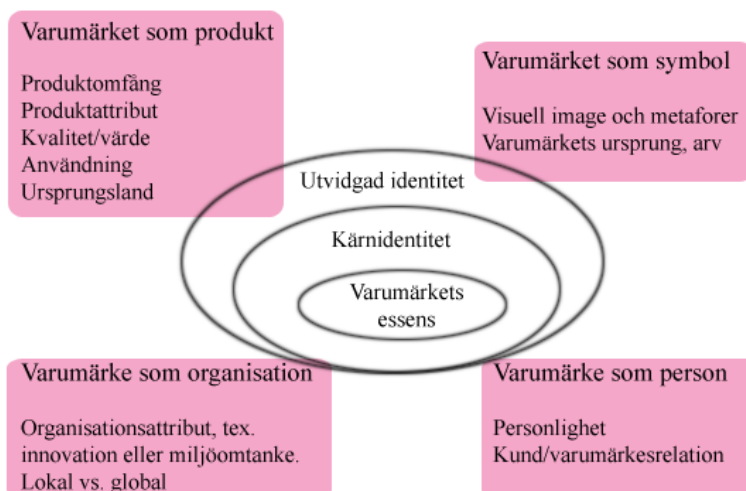 Varumärket som produkt
Produktomfång
Produktattribut
Kvalitet/värde
Användning
Ursprungsland
Varumärket som symbol
Visuell image och metaforer
Varumärkets ursprung, arv
Utvidgad identitet
Kärnidentitet
Varumärkets
essens
Varumärke som organisation
Organisationsattribut, tex.
innovation eller miljöomtanke.
Lokal vs. global
Varumärke som person
Personlighet
Kund/varumärkesrelation